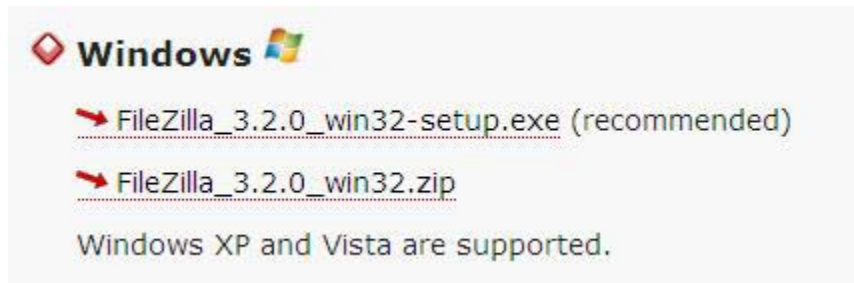 Windows
FileZilla_3.2.0_win32-setup.exe (recommended)
FileZilla_3.2.0_win32.zip
Windows XP and Vista are supported.